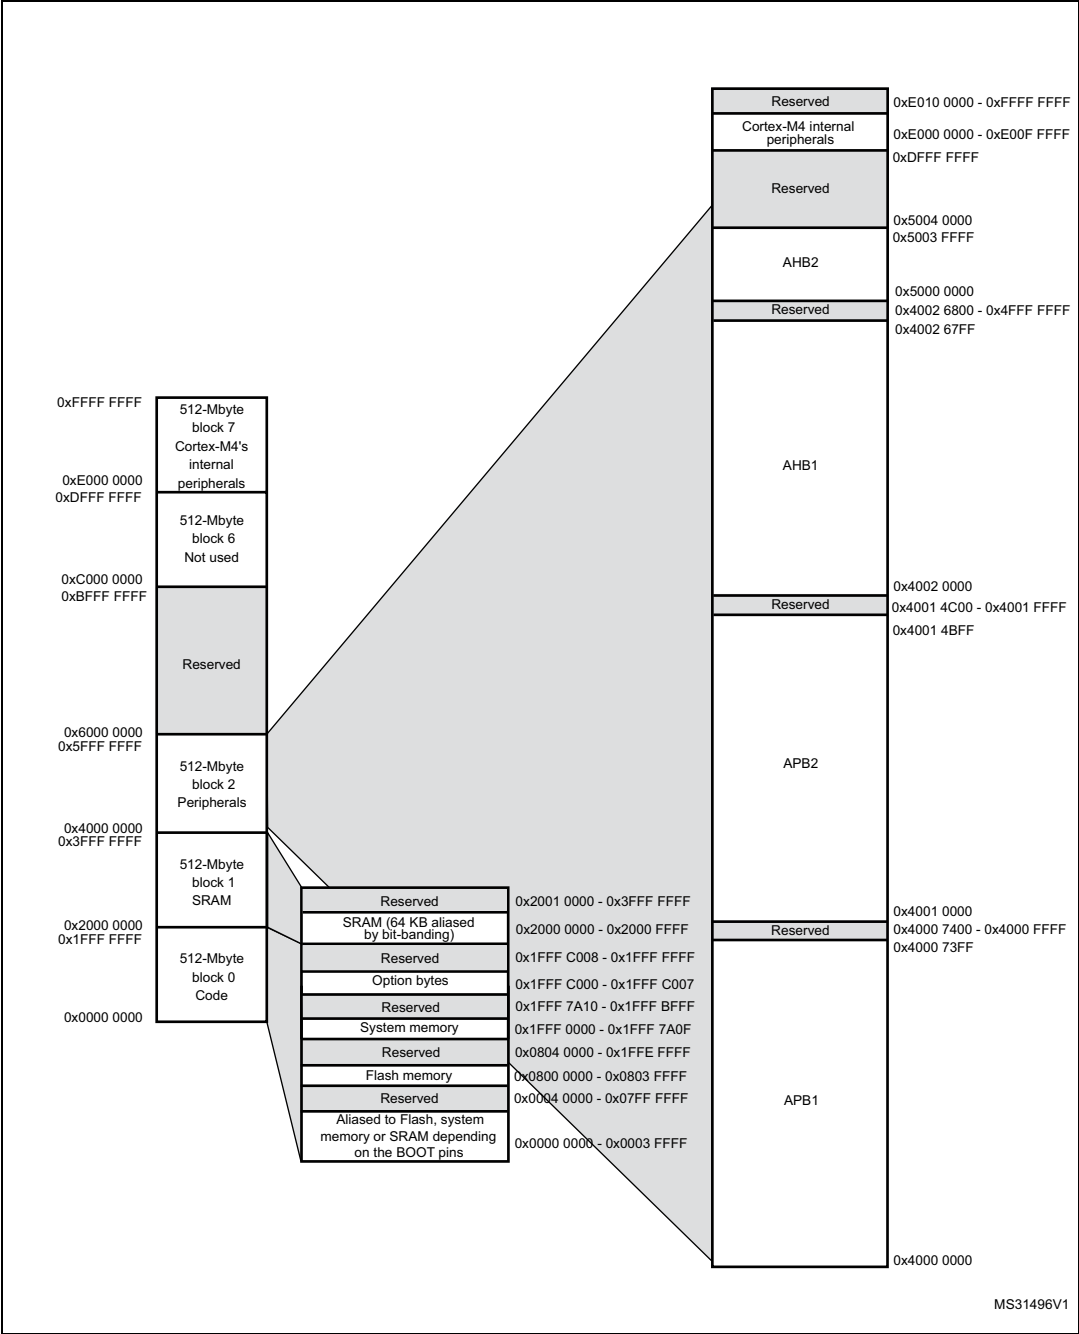 Reserved
0xE010 0000 - 0xFFFF FFFF
Cortex-M4 internal
peripherals
0xE000 0000 - 0xE00F FFFF
0xDFFF FFFF
Reserved
0x5004 0000
0x5003 FFFF
AHB2
0x5000 0000
Reserved
0x4002 6800 - 0x4FFF FFFF
0x4002 67FF
AHB1
0x4002 0000
Reserved
0x4001 4C00 - 0x4001 FFFF
0x4001 4BFF
APB2
0x4001 0000
Reserved
0x4000 7400 - 0x4000 FFFF
0x4000 73FF
APB1
0x4000 0000
0xFFFF FFFF
512-Mbyte
block 7
Cortex-M4's
internal
peripherals
0xE000 0000
0xDFFF FFFF
512-Mbyte
block 6
Not used
0xC000 0000
0xBFFF FFFF
Reserved
0x6000 0000
0x5FFF FFFF
512-Mbyte
block 2
Peripherals
0x4000 0000
0x3FFF FFFF
512-Mbyte
block 1
SRAM
0x2000 0000
0x1FFF FFFF
512-Mbyte
block 0
Code
0x0000 0000
Reserved
0x2001 0000 - 0x3FFF FFFF
SRAM (64 KB aliased
by bit-banding)
0x2000 0000 - 0x2000 FFFF
Reserved
0x1FFF C008 - 0x1FFF FFFF
Option bytes
0x1FFF C000 - 0x1FFF C007
Reserved
0x1FFF 7A10 - 0x1FFF BFFF
System memory
0x1FFF 0000 - 0x1FFF 7A0F
Reserved
0x0804 0000 - 0x1FFE FFFF
Flash memory
0x0800 0000 - 0x0803 FFFF
Reserved
0x0004 0000 - 0x07FF FFFF
Aliased to Flash, system
memory or SRAM depending
on the BOOT pins
0x0000 0000 - 0x0003 FFFF
MS31496V1